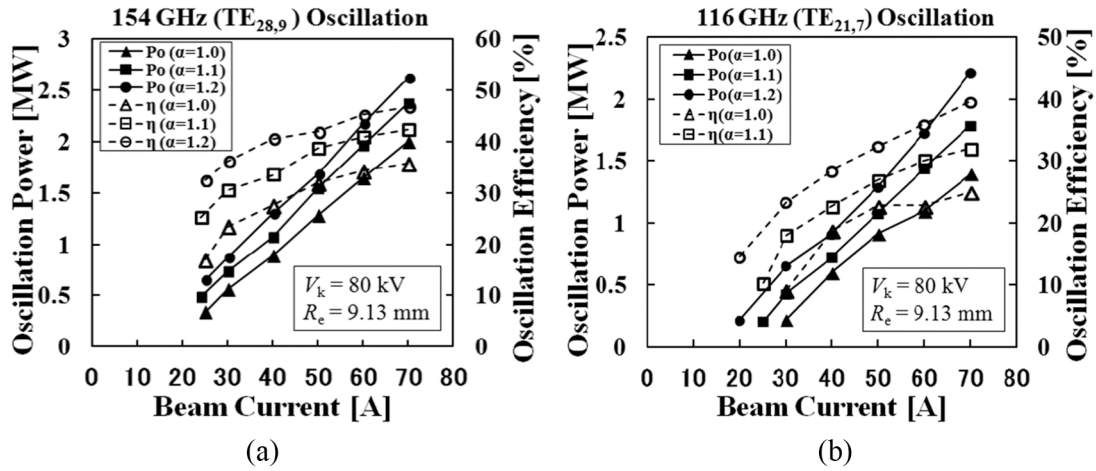 154 GHz (TE28,9) Oscillation
Oscillation Power [MW]
3
2.5
2
1.5
1
0.5
0
Po (α=1.0)
Po (α=1.1)
Po (α=1.2)
η (α=1.0)
η (α=1.1)
η (α=1.2)
Vk = 80 kV
Re = 9.13 mm
60
50
40
30
20
10
0
Oscillation Efficiency [%]
0 10 20 30 40 50 60 70 80
Beam Current [A]
(a)
116 GHz (TE21,7) Oscillation
Oscillation Power [MW]
2.5
2
1.5
1
0.5
0
Po(α=1.0)
Po(α=1.1)
Po(α=1.2)
η(α=1.0)
η(α=1.1)
Vk = 80 kV
Re = 9.13 mm
50
40
30
20
10
0
Oscillation Efficiency [%]
0 10 20 30 40 50 60 70 80
Beam Current [A]
(b)